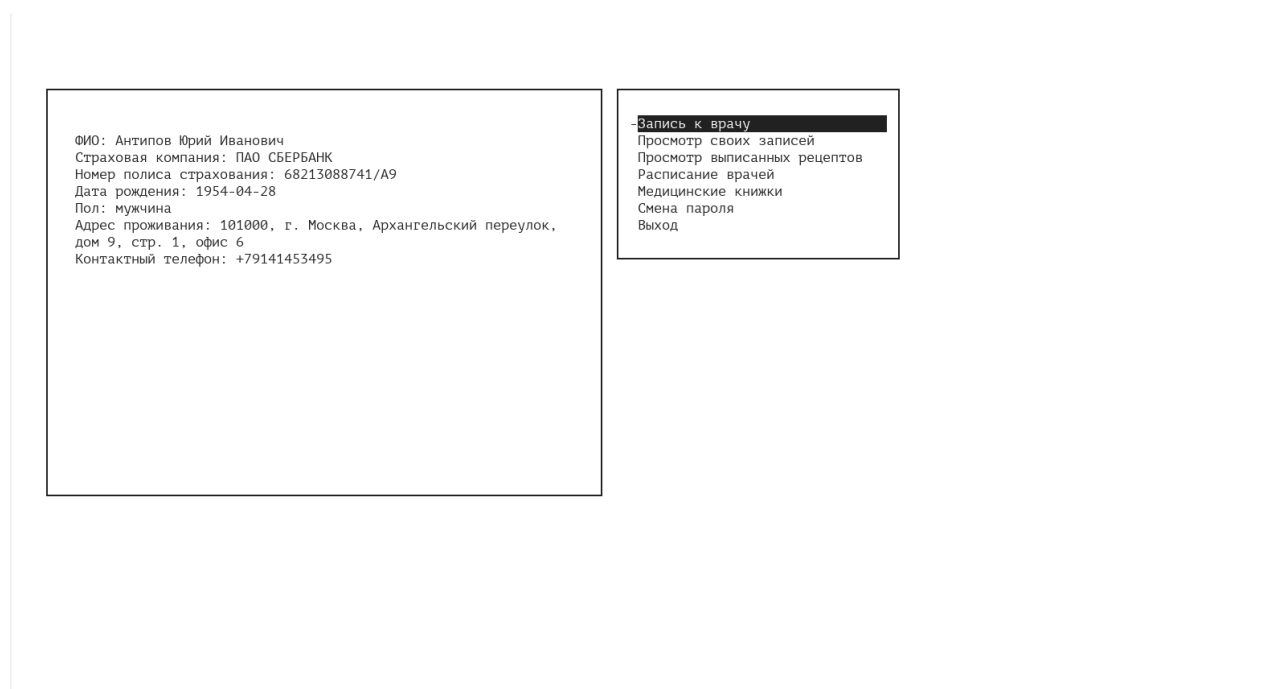 ФИО: Антипов Юрий Иванович
Страховая компания: ПАО СБЕРБАНК
Номер полиса страхования: 68213088741/А9
Дата рождения: 1954-04-28
Пол: мужчина
Адрес проживания: 101000, г. Москва, Архангельский переулок,
дом 9, стр. 1, офис 6
Контактный телефон: +79141453495
-Запись к врачу
Просмотр своих записей
Просмотр выписанных рецептов
Расписание врачей
Медицинские книжки
Смена пароля
Выход